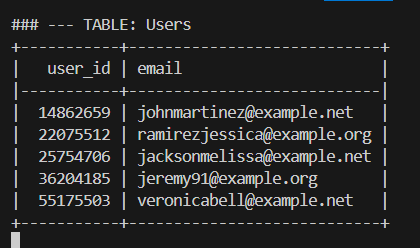 ### --- TABLE: Users
+-----------+----------------------------+
|   user_id | email                      |
|-----------+----------------------------|
|  14862659 | johnmartinez@example.net   |
|  22075512 | ramirezjessica@example.org |
|  25754706 | jacksonmelissa@example.net |
|  36204185 | jeremy91@example.org       |
|  55175503 | veronicabell@example.net   |
+-----------+----------------------------+